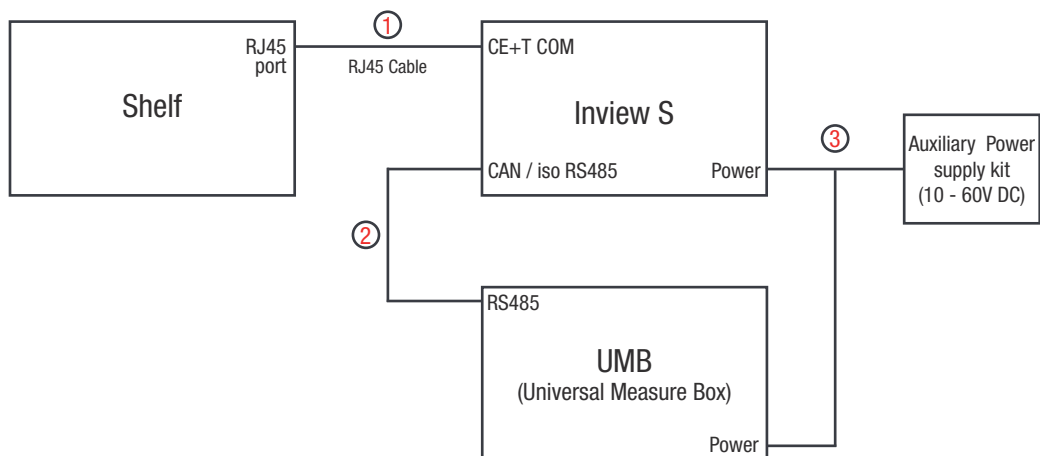 Shelf
RJ45
port
1
RJ45 Cable
CE+T COM
Inview S
CAN / iso RS485
Power
3
Auxiliary Power
supply kit
(10 - 60V DC)
2
RS485
UMB
(Universal Measure Box)
Power